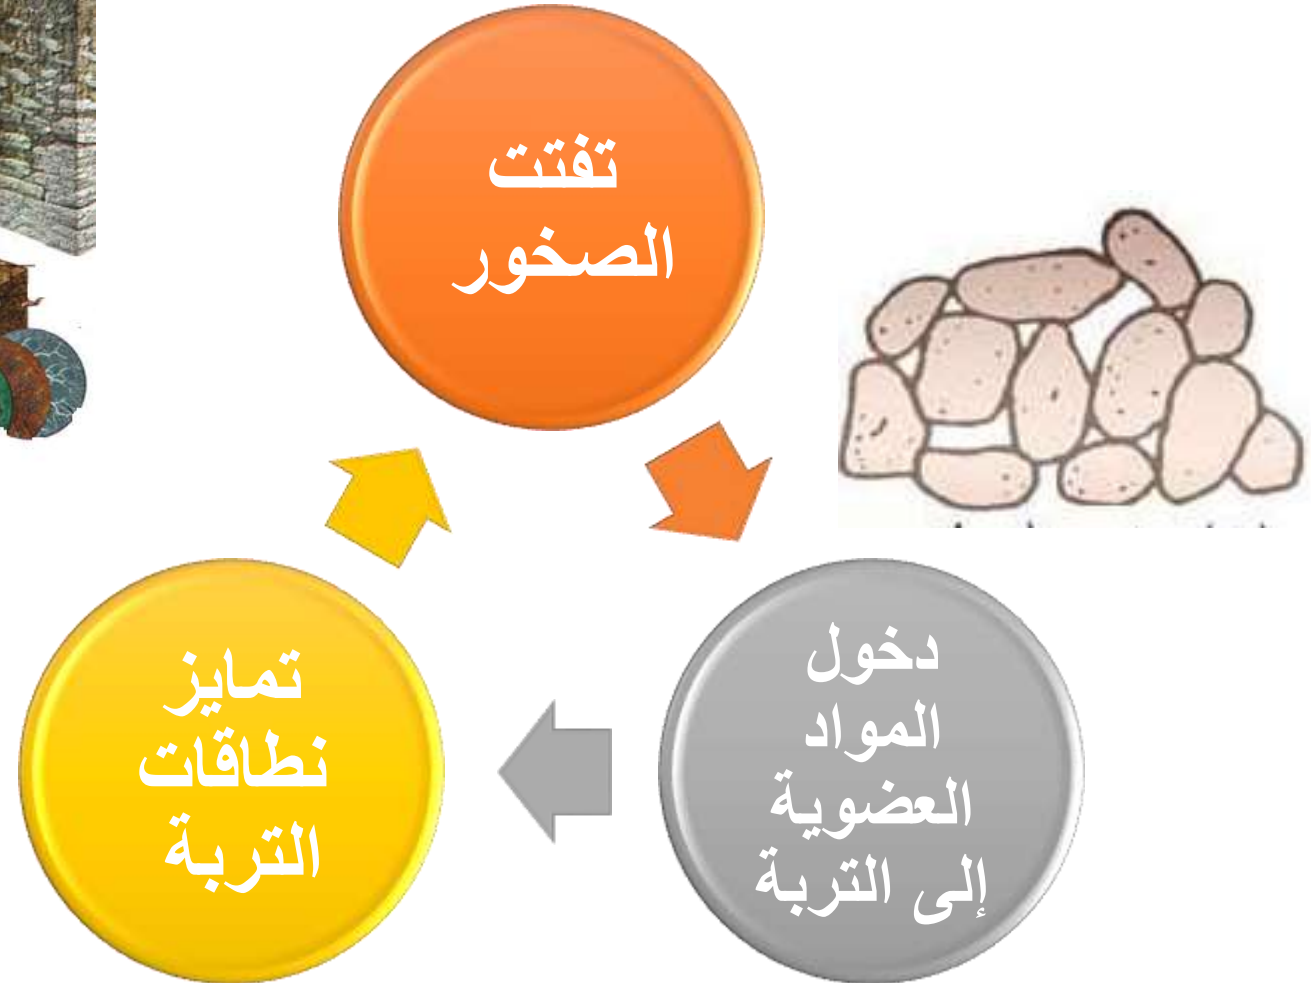 تفتت
الصخور
دخول
المواد
العضوية
إلى التربة
تمايز
نطاقات
التربة